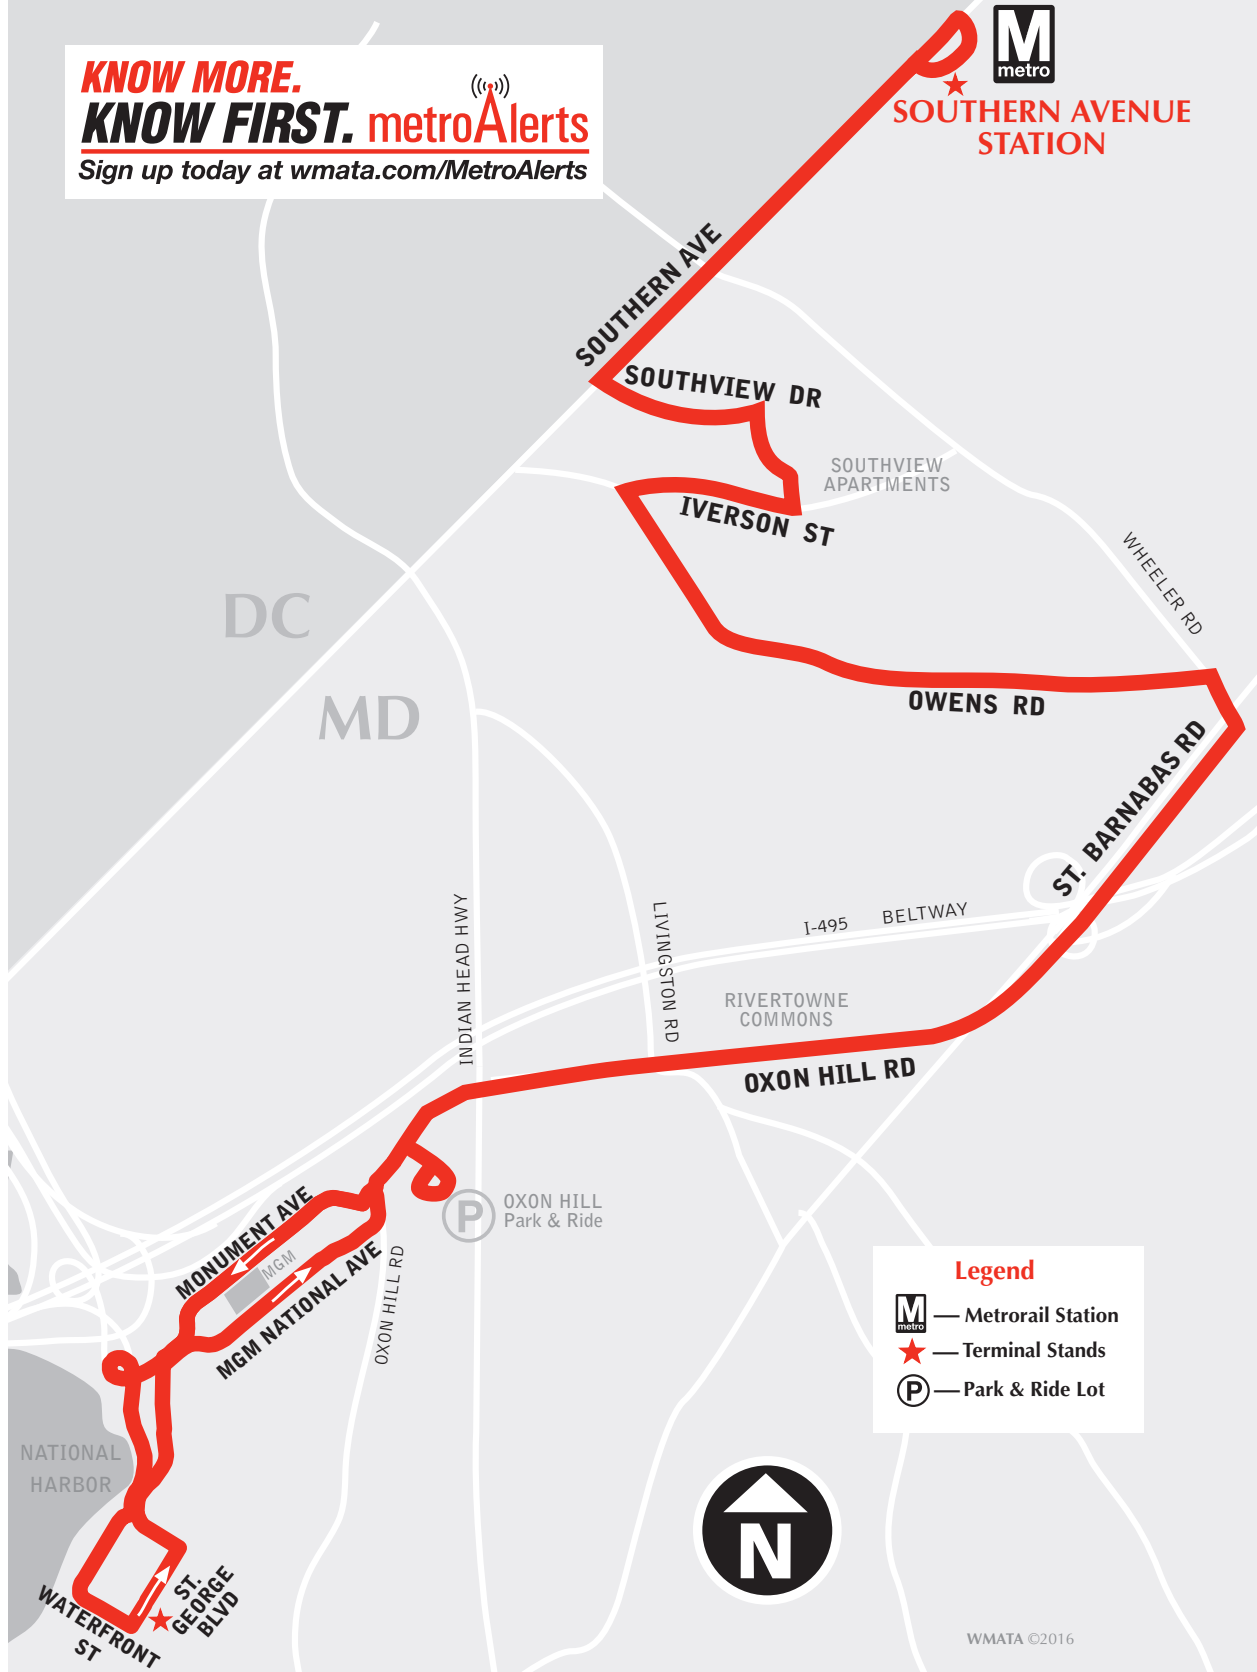 M
metro
SOUTHERN AVENUE
STATION
KNOW MORE.
KNOW FIRST. metroAlerts
Sign up today at wmata.com/MetroAlerts
SOUTHERN AVE
SOUTHVIEW DR
SOUTHVIEW
APARTMENTS
IVERSON ST
WHEELER RD
DC
MD
OWENS RD
ST. BARNABAS RD
INDIAN HEAD HWY
LIVINGSTON RD
I-495 BELTWAY
RIVERTOWNE
COMMONS
OXON HILL RD
MONUMENT AVE
MGM
MGM NATIONAL AVE
P
OXON HILL
Park & Ride
OXON HILL RD
Legend
M
metro
— Metrorail Station
— Terminal Stands
P — Park & Ride Lot
NATIONAL
HARBOR
N
ST.
GEORGE
BLVD
WATERFRONT
ST
WMATA ©2016